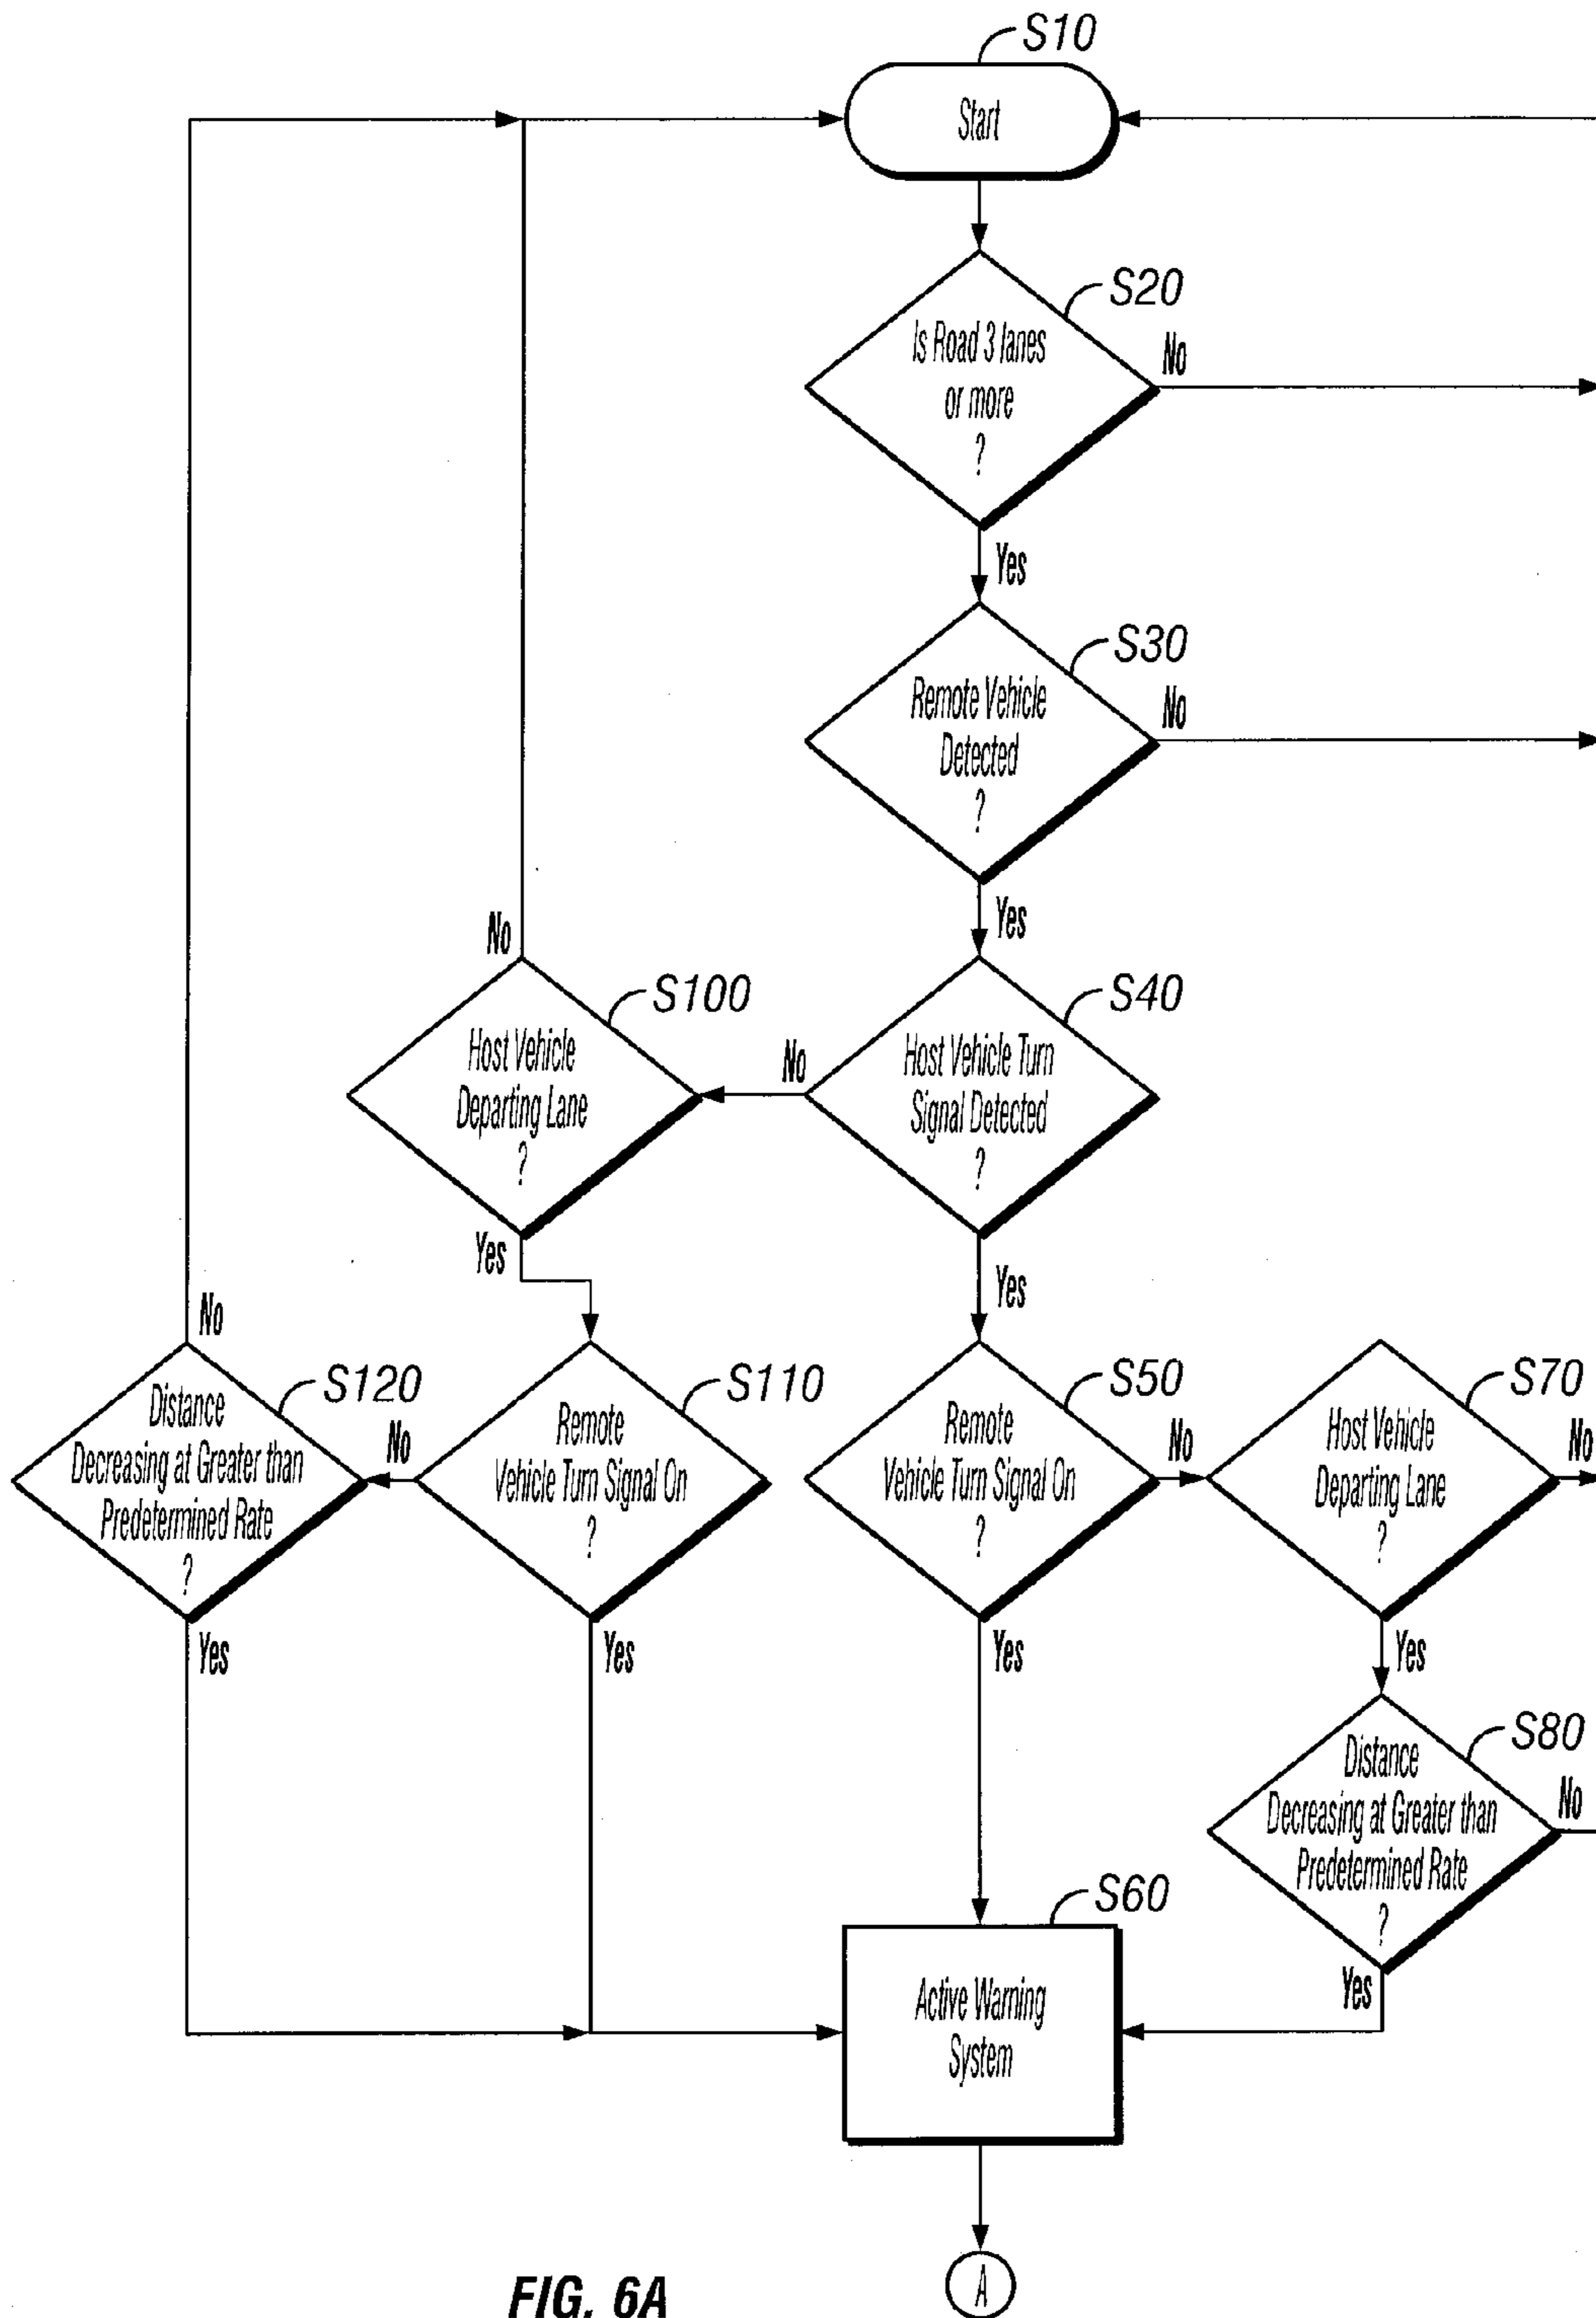 S10
Start
S20
Is Road 3 lanes
or more
?
No
Yes
S30
Remote Vehicle
Detected
?
No
Yes
No
S100
Host Vehicle
Departing Lane
?
Yes
No
S40
Host Vehicle Turn
Signal Detected
?
Yes
No
S120
Distance
Decreasing at Greater than
Predetermined Rate
?
Yes
No
S110
Remote
Vehicle Turn Signal On
?
Yes
S50
Remote
Vehicle Turn Signal On
?
No
Yes
S70
Host Vehicle
Departing Lane
?
No
Yes
S80
Distance
Decreasing at Greater than
Predetermined Rate
?
No
Yes
S60
Active Warning
System
A
FIG. 6A